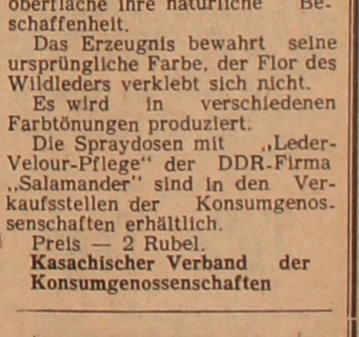 oberfläche ihre natürliche Be-
schaffenheit.
Das Erzeugnis bewahrt seine
ursprüngliche Farbe, der Flor des
Wildleders verklebt sich nicht.
Es wird in verschiedenen
Farbtönungen produziert.
Die Spraydosen mit „Leder-
Velour-Pflege“ der DDR-Firma
„Salamander“ sind in den Ver-
kaufsstellen der Konsumgenos-
senschaften erhältlich.
Preis — 2 Rubel.
Kasachischer Verband der
Konsumgenossenschaften